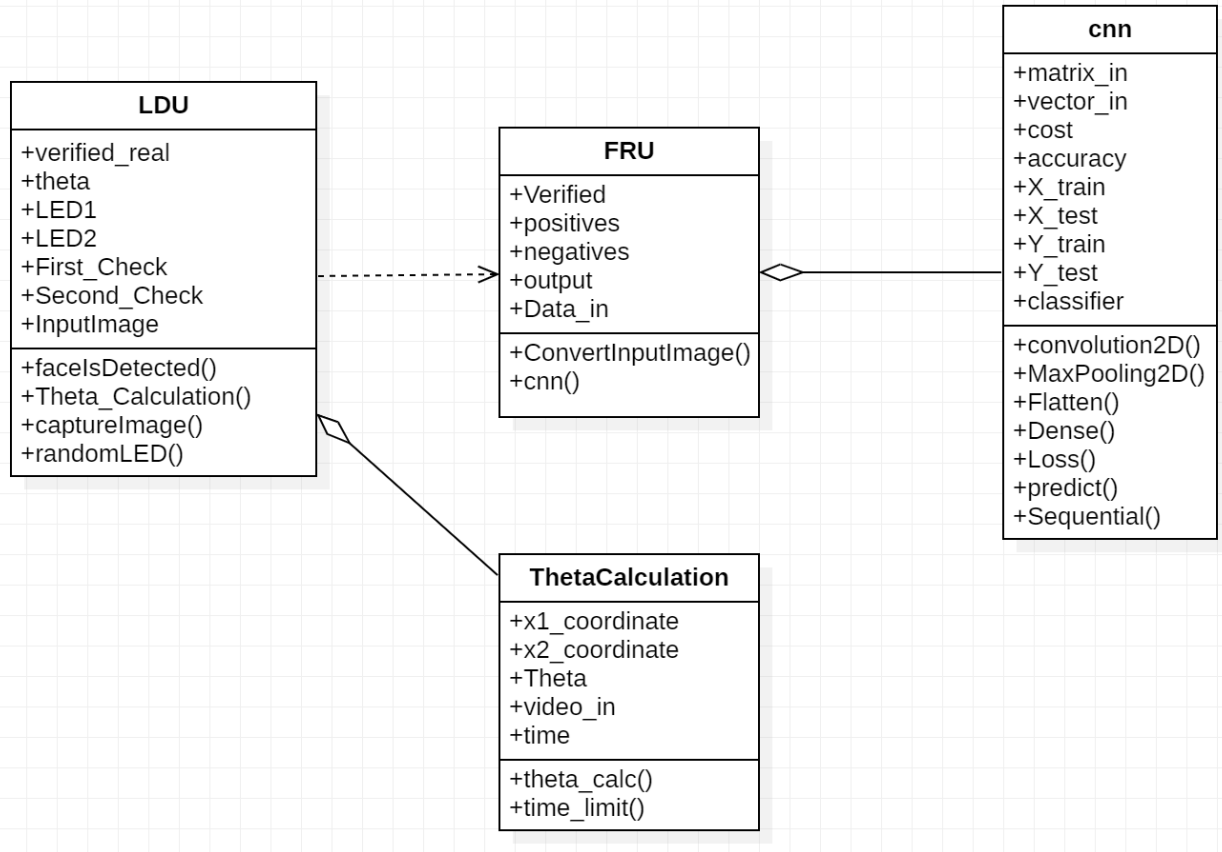 LDU
+verified_real
+theta
+LED1
+LED2
+First_Check
+Second_Check
+InputImage
+faceIsDetected()
+Theta_Calculation()
+captureImage()
+randomLED()
FRU
+Verified
+positives
+negatives
+output
+Data_in
+ConvertInputImage()
+cnn()
cnn
+matrix_in
+vector_in
+cost
+accuracy
+X_train
+X_test
+Y_train
+Y_test
+classifier
+convolution2D()
+MaxPooling2D()
+Flatten()
+Dense()
+Loss()
+predict()
+Sequential()
ThetaCalculation
+x1_coordinate
+x2_coordinate
+Theta
+video_in
+time
+theta_calc()
+time_limit()